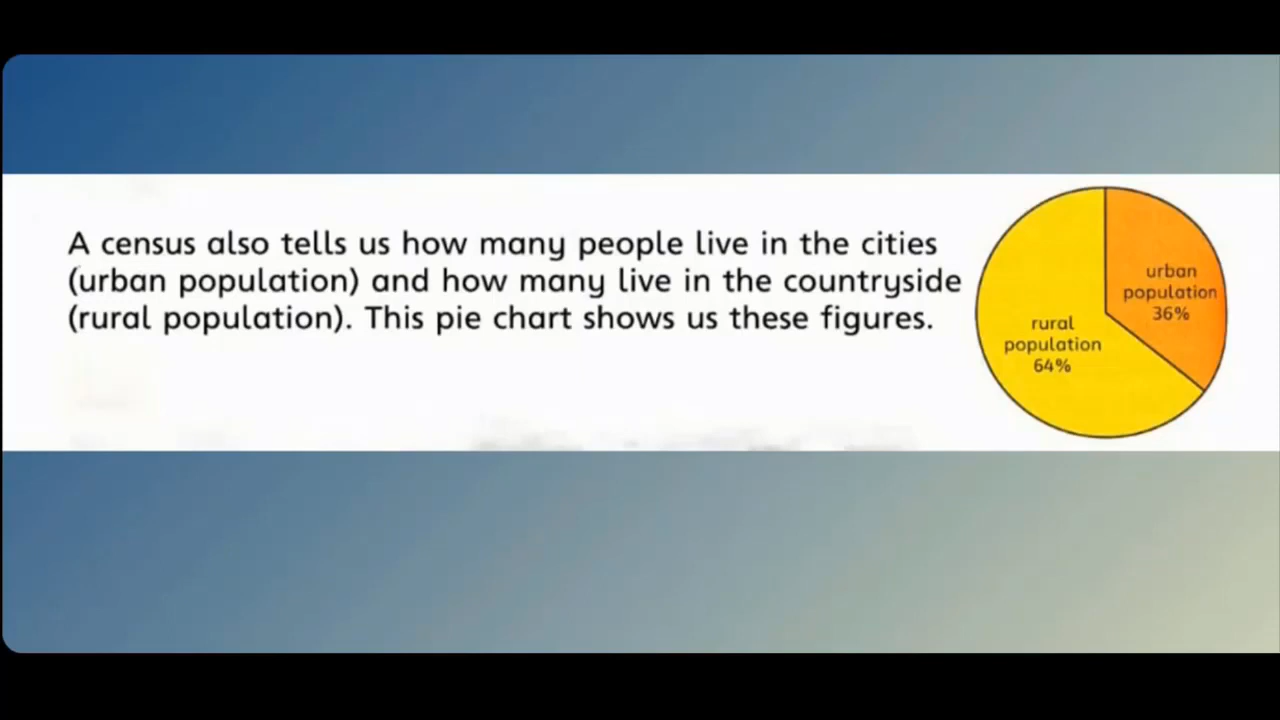 A census also tells us how many people live in the cities
(urban population) and how many live in the countryside
(rural population). This pie chart shows us these figures.
urban
population
36%
rural
population
64%